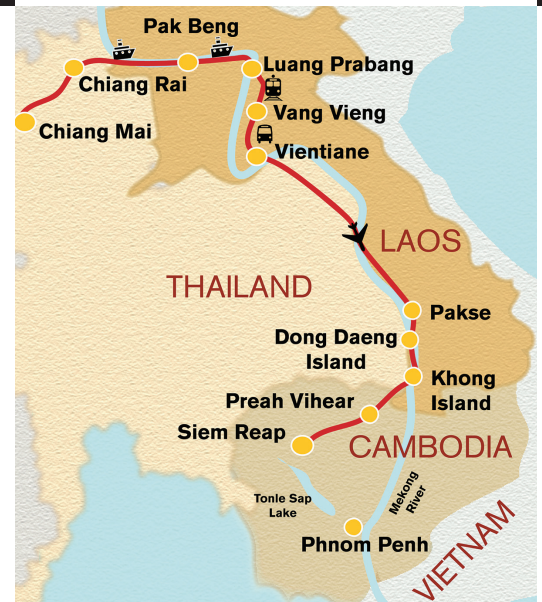 Pak Beng
Luang Prabang
Chiang Rai
Vang Vieng
Chiang Mai
Vientiane
LAOS
THAILAND
Pakse
Dong Daeng
Island
Khong
Island
Preah Vihear
Siem Reap
CAMBODIA
Mekong
River
Tonle Sap
Lake
Phnom Penh
VIETNAM